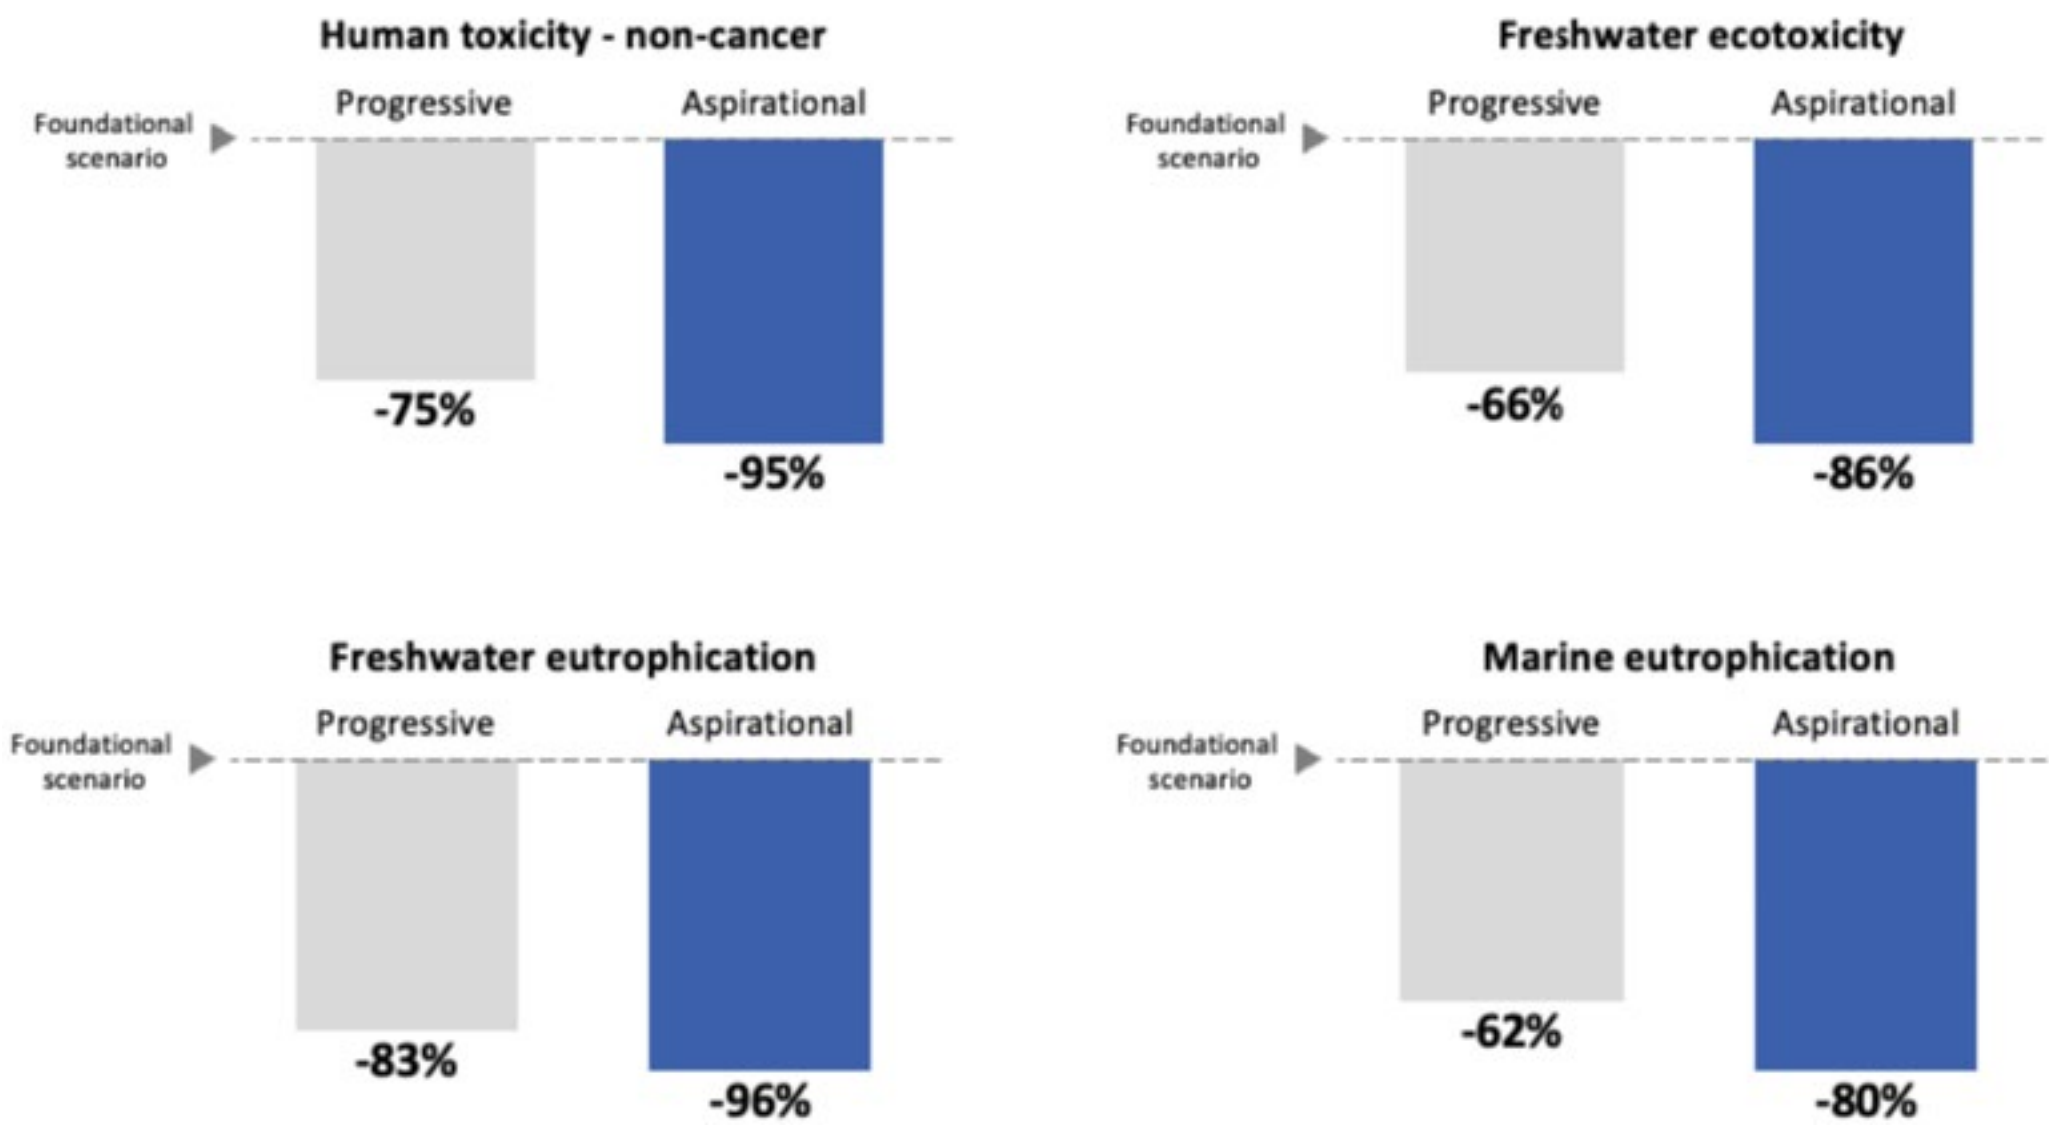 Human toxicity - non-cancer
Progressive
Aspirational
Foundational
scenario
-75%
-95%
Freshwater ecotoxicity
Progressive
Aspirational
Foundational
scenario
-66%
-86%
Freshwater eutrophication
Progressive
Aspirational
Foundational
scenario
-83%
-96%
Marine eutrophication
Progressive
Aspirational
Foundational
scenario
-62%
-80%